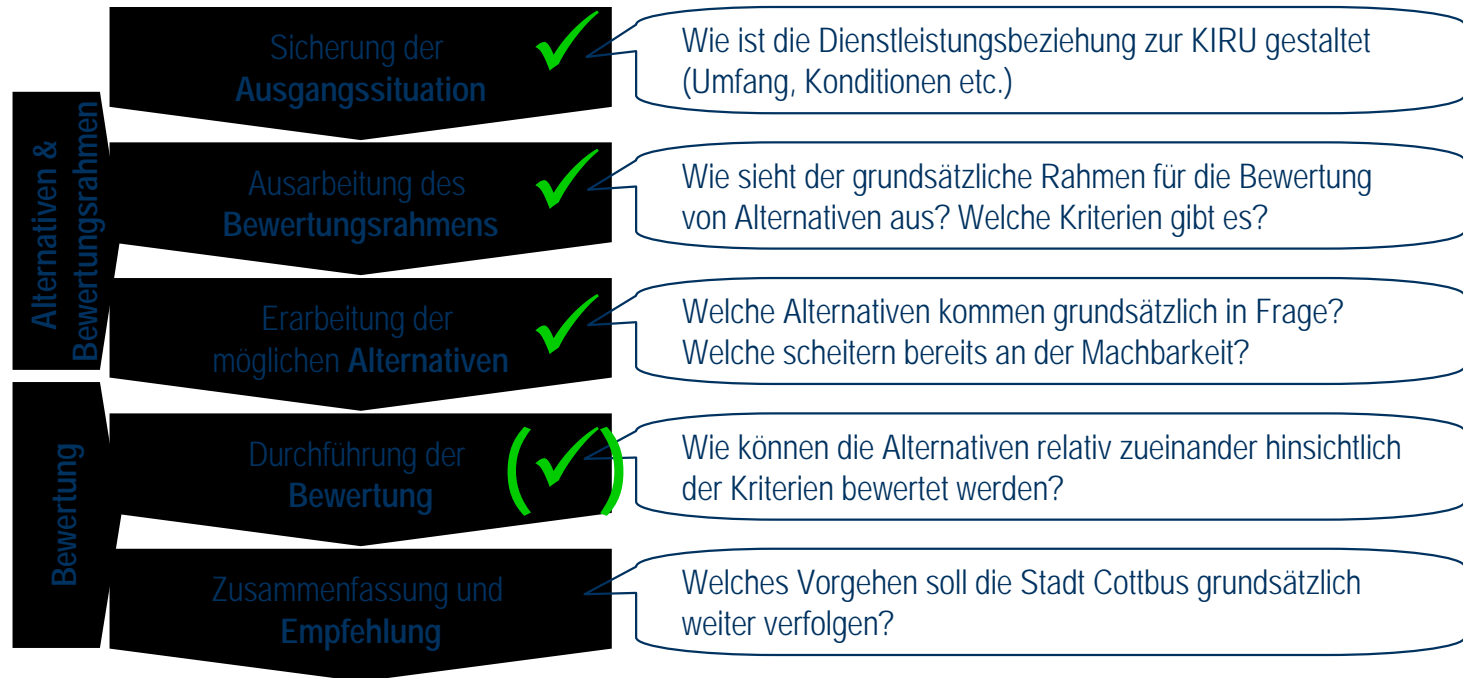 Alternativen &
Bewertungsrahmen
Sicherung der
Ausgangssituation
Wie ist die Dienstleistungsbeziehung zur KIRU gestaltet
(Umfang, Konditionen etc.)
Ausarbeitung des
Bewertungsrahmens
Wie sieht der grundsätzliche Rahmen für die Bewertung
von Alternativen aus? Welche Kriterien gibt es?
Erarbeitung der
möglichen Alternativen
Welche Alternativen kommen grundsätzlich in Frage?
Welche scheitern bereits an der Machbarkeit?
Bewertung
Durchführung der
Bewertung
Wie können die Alternativen relativ zueinander hinsichtlich
der Kriterien bewertet werden?
Zusammenfassung und
Empfehlung
Welches Vorgehen soll die Stadt Cottbus grundsätzlich
weiter verfolgen?